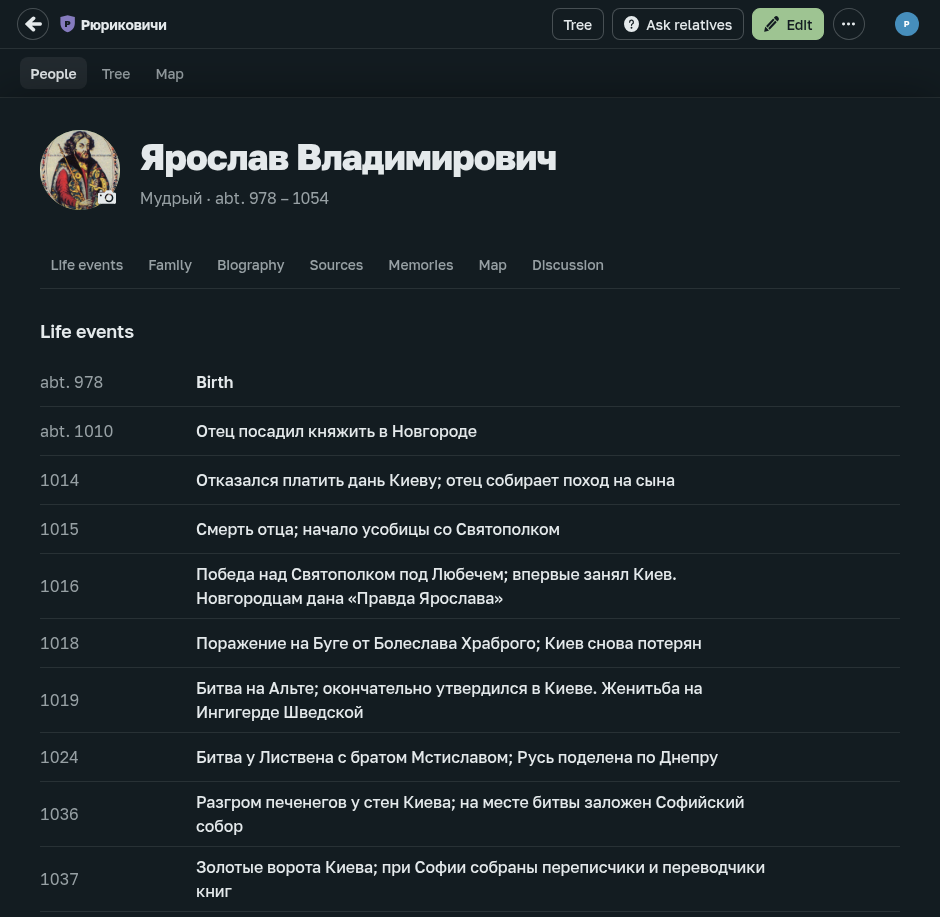 Рюриковичи
Tree
Ask relatives
Edit
P
People
Tree
Map
Ярослав Владимирович
Мудрый · abt. 978 – 1054
Life events
Family
Biography
Sources
Memories
Map
Discussion
Life events
abt. 978
Birth
abt. 1010
Отец посадил княжить в Новгороде
1014
Отказался платить дань Киеву; отец собирает поход на сына
1015
Смерть отца; начало усобицы со Святополком
1016
Победа над Святополком под Любечем; впервые занял Киев.
Новгородцам дана «Правда Ярослава»
1018
Поражение на Буге от Болеслава Храброго; Киев снова потерян
1019
Битва на Альте; окончательно утвердился в Киеве. Женитьба на
Ингигерде Шведской
1024
Битва у Листвена с братом Мстиславом; Русь поделена по Днепру
1036
Разгром печенегов у стен Киева; на месте битвы заложен Софийский
собор
1037
Золотые ворота Киева; при Софии собраны переписчики и переводчики
книг